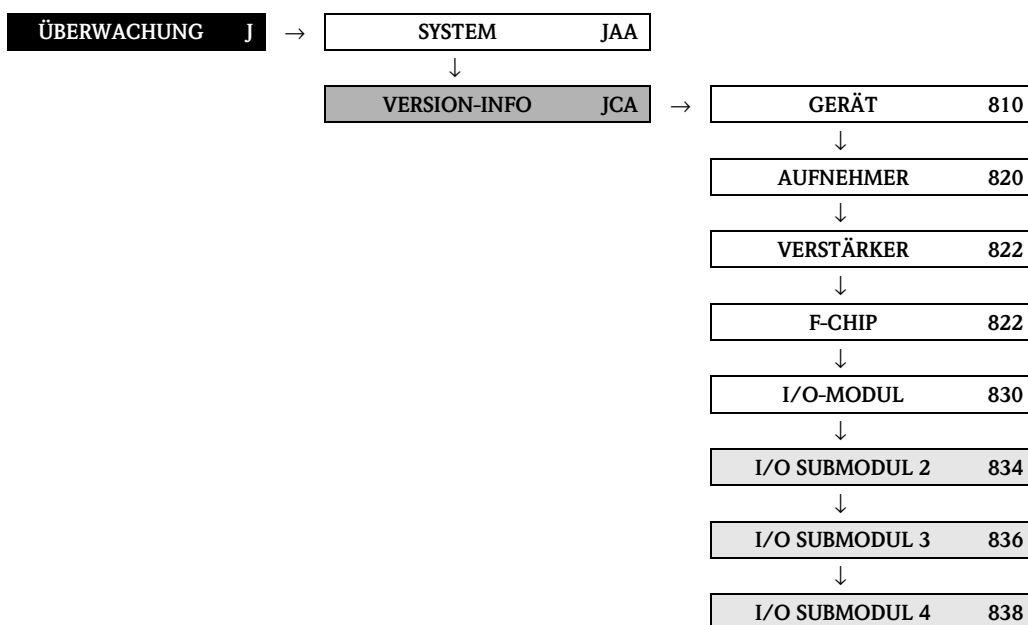 ÜBERWACHUNG J → SYSTEM JAA
↓
VERSION-INFO JCA → GERÄT 810
↓
AUFNEHMER 820
↓
VERSTÄRKER 822
↓
F-CHIP 822
↓
I/O-MODUL 830
↓
I/O SUBMODUL 2 834
↓
I/O SUBMODUL 3 836
↓
I/O SUBMODUL 4 838